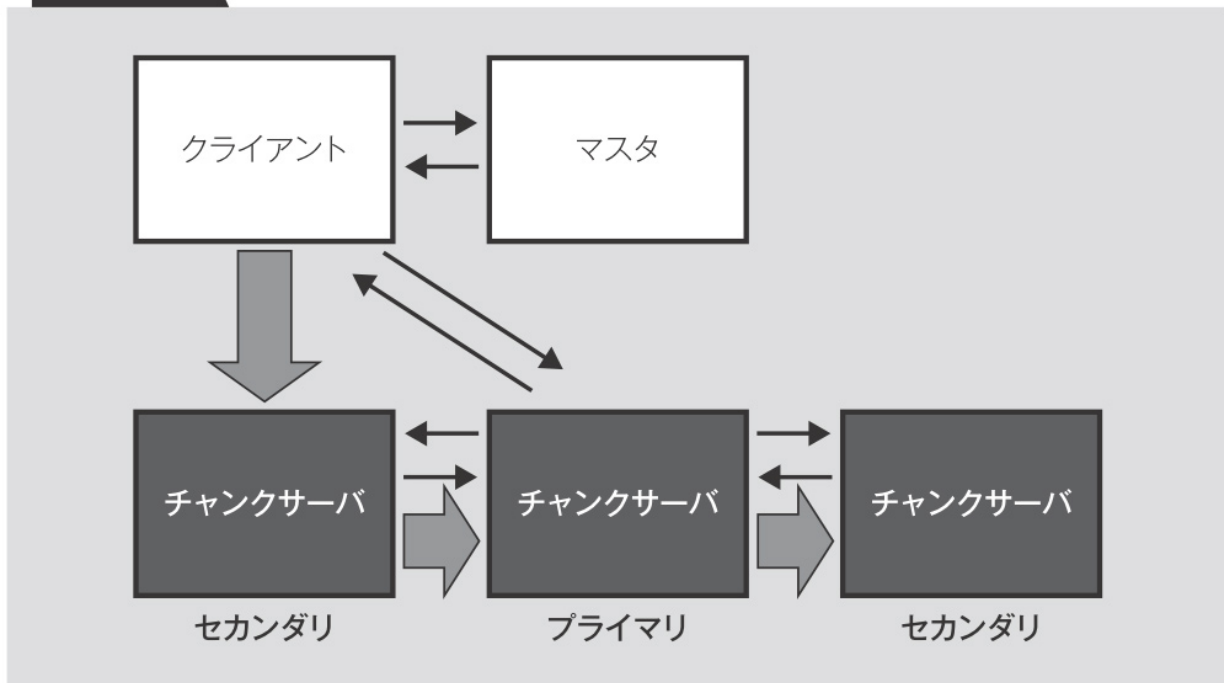 クライアント
マスタ
チャンクサーバ
チャンクサーバ
チャンクサーバ
セカンダリ
プライマリ
セカンダリ